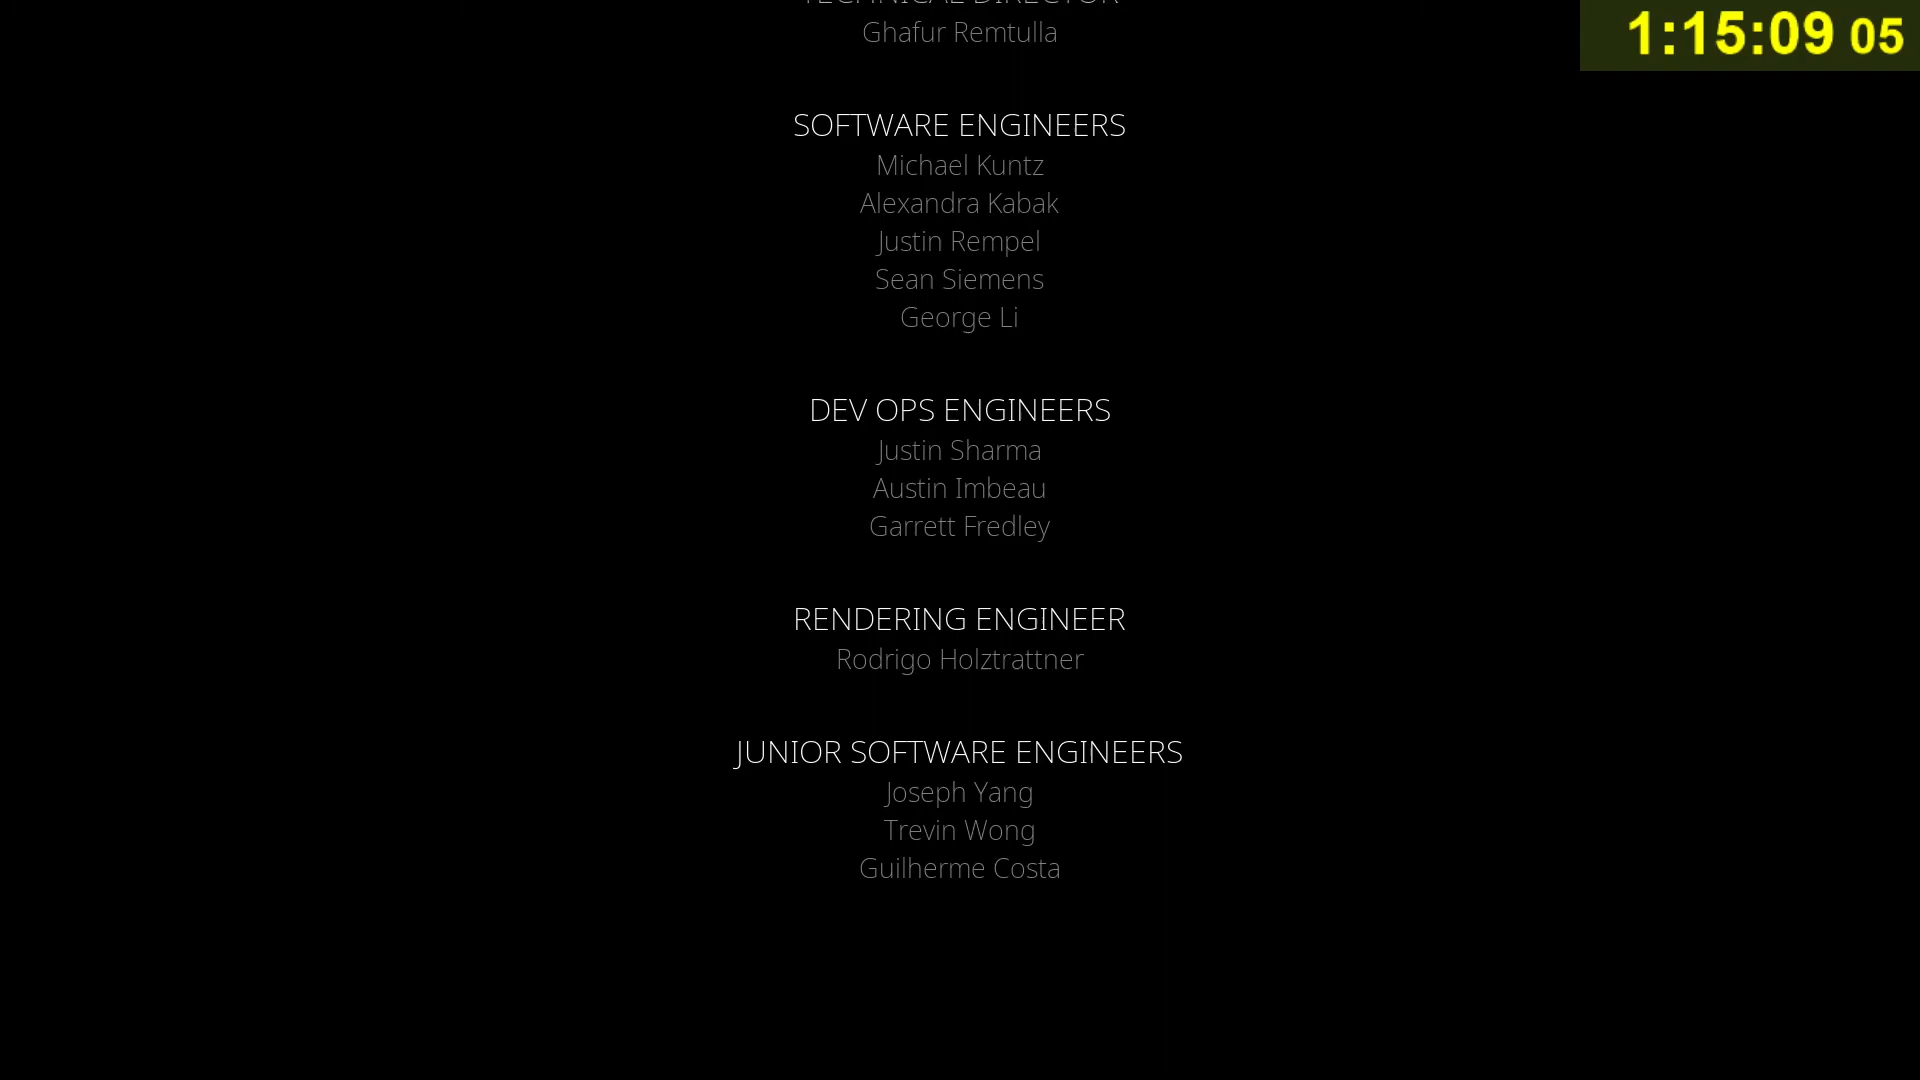 TECHNICAL DIRECTOR
Ghafur Remtulla
1:15:09 05
SOFTWARE ENGINEERS
Michael Kuntz
Alexandra Kabak
Justin Rempel
Sean Siemens
George Li
DEV OPS ENGINEERS
Justin Sharma
Austin Imbeau
Garrett Fredley
RENDERING ENGINEER
Rodrigo Holztrattner
JUNIOR SOFTWARE ENGINEERS
Joseph Yang
Trevin Wong
Guilherme Costa